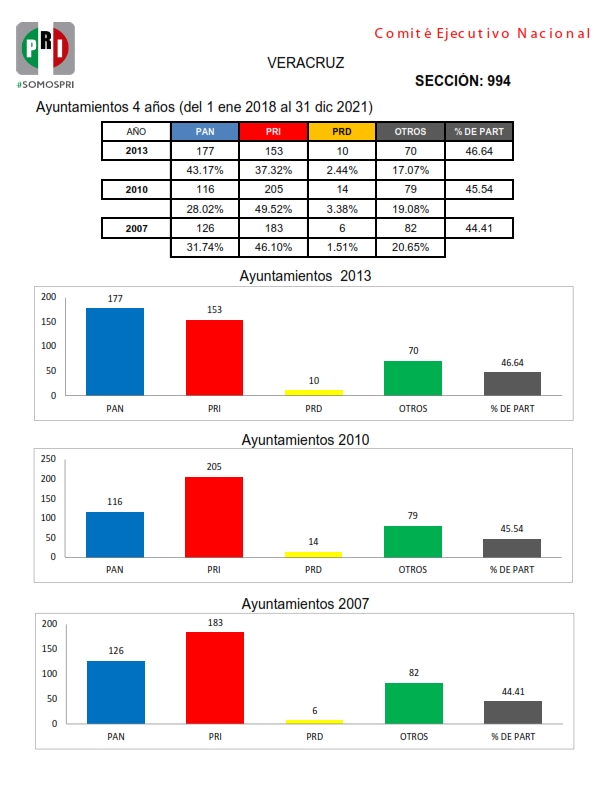 Comité Ejecutivo Nacional
PRI
#SOMOSPRI
VERACRUZ
SECCIÓN: 994
Ayuntamientos 4 años (del 1 ene 2018 al 31 dic 2021)
AÑO PAN PRI PRD OTROS % DE PART
2013 177 153 10 70 46.64
43.17% 37.32% 2.44% 17.07%
2010 116 205 14 79 45.54
28.02% 49.52% 3.38% 19.08%
2007 126 183 6 82 44.41
31.74% 46.10% 1.51% 20.65%
Ayuntamientos 2013
200
150
100
50
0
177
153
10
70
46.64
PAN PRI PRD OTROS % DE PART
Ayuntamientos 2010
250
200
150
100
50
0
116
205
14
79
45.54
PAN PRI PRD OTROS % DE PART
Ayuntamientos 2007
200
150
100
50
0
126
183
6
82
44.41
PAN PRI PRD OTROS % DE PART